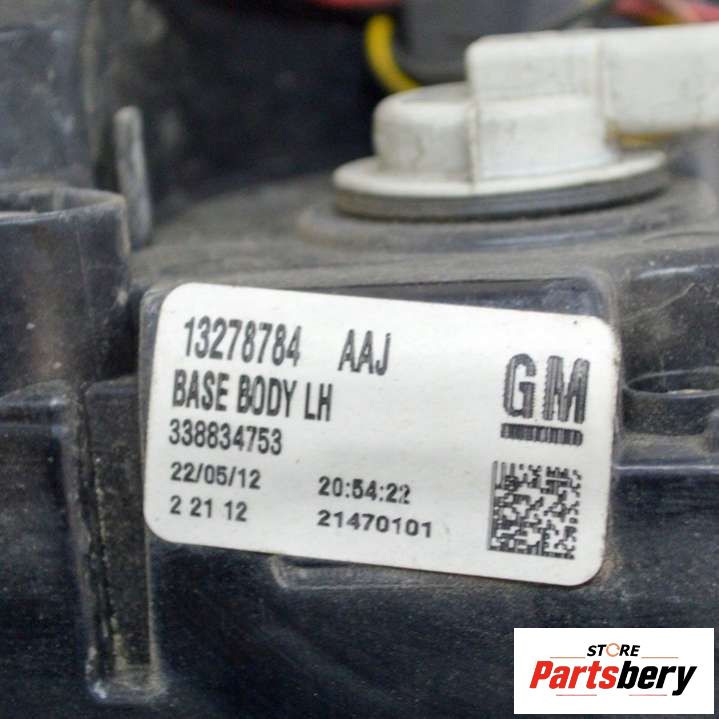 13278784 AAJ
BASE BODY LH
338834753
22/05/12 20:54:22
2 21 12 21470101
GM
STORE
Partsbery